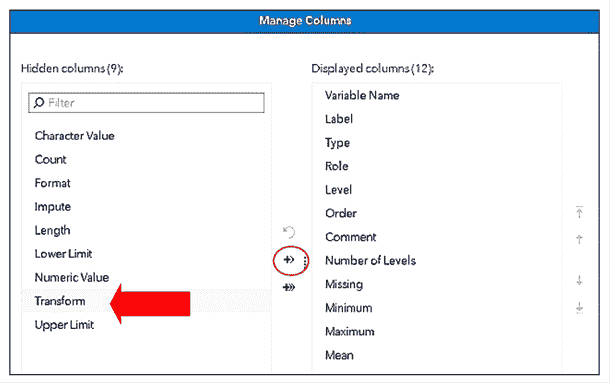 Manage Columns
Hidden columns (9):
Filter
Character Value
Count
Format
Impute
Length
Lower Limit
Numeric Value
Transform
Upper Limit
Displayed columns (12):
Variable Name
Label
Type
Role
Level
Order
Comment
Number of Levels
Missing
Minimum
Maximum
Mean